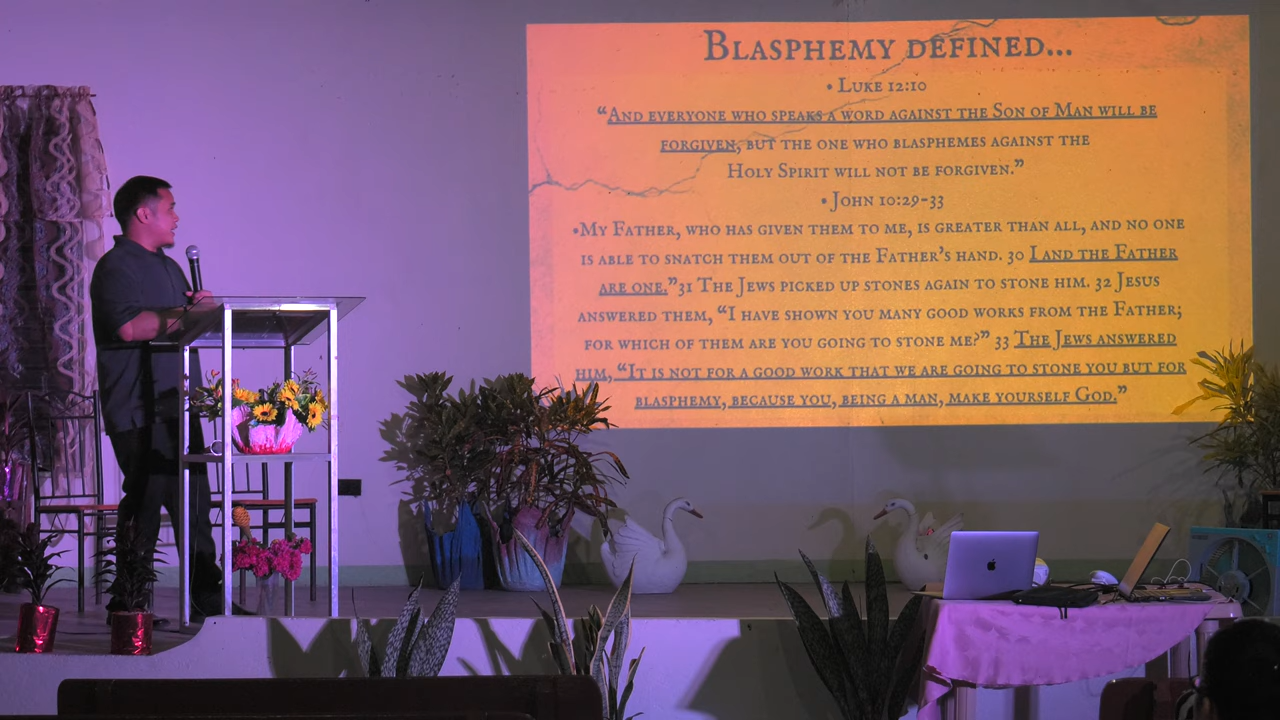 Blasphemy defined...
• Luke 12:10
“And everyone who speaks a word against the Son of Man will be
forgiven, but the one who blasphemes against the
Holy Spirit will not be forgiven.”
• John 10:29-33
•My Father, who has given them to me, is greater than all, and no one
is able to snatch them out of the Father’s hand. 30 I and the Father
are one.”31 The Jews picked up stones again to stone him. 32 Jesus
answered them, “I have shown you many good works from the Father;
for which of them are you going to stone me?” 33 The Jews answered
him, “It is not for a good work that we are going to stone you but for
blasphemy, because you, being a man, make yourself God.”